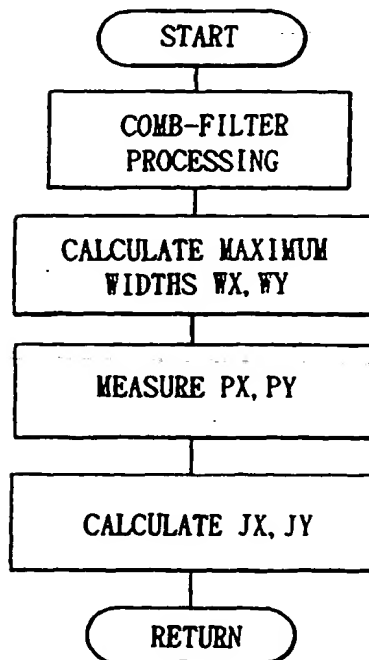 START
COMB-FILTER
PROCESSING
CALCULATE MAXIMUM
WIDTHS WX, WY
MEASURE PX, PY
CALCULATE JX, JY
RETURN